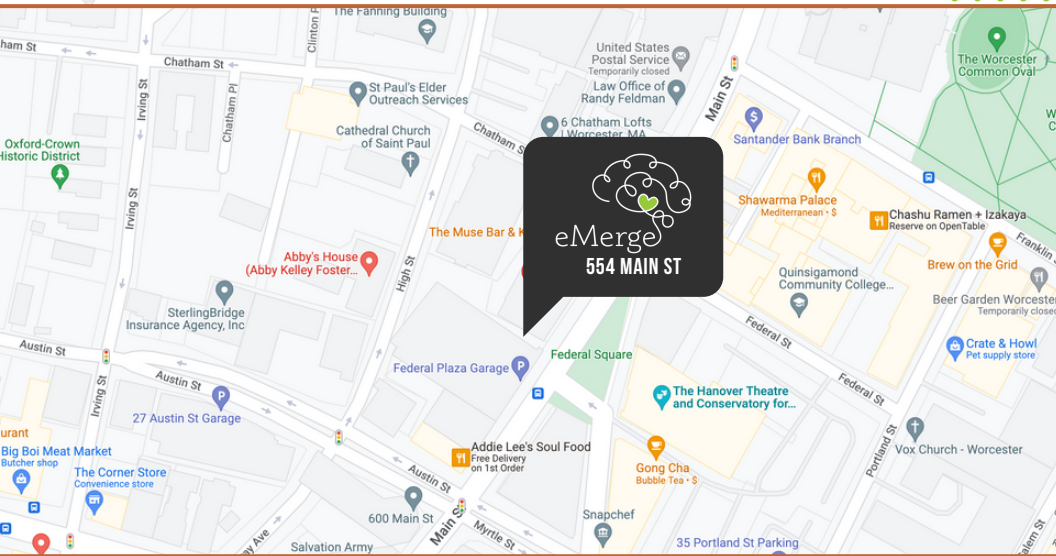 The Fanning Building
Clinton P
ham St
Chatham St
United States
Postal Service
Temporarily closed
Main St
The Worcester
Common Oval
Irving St
Chatham Pl
St Paul's Elder
Outreach Services
Law Office of
Randy Feldman
W
C
Cathedral Church
of Saint Paul
Chatham S
6 Chatham Lofts
| Worcester, MA
Santander Bank Branch
Oxford-Crown
Historic District
Irving St
Shawarma Palace
Mediterranean • $
Chashu Ramen + Izakaya
Reserve on OpenTable
The Muse Bar & K
eMerge
554 MAIN ST
Franklin S
Brew on the Grid
Abby's House
(Abby Kelley Foster...
High St
Quinsigamond
Community College...
Beer Garden Worcester
Temporarily closed
SterlingBridge
Insurance Agency, Inc
Federal St
Crate & Howl
Pet supply store
Austin St
Federal Square
Federal Plaza Garage
P
Austin St
Irving St
Federal St
The Hanover Theatre
and Conservatory for...
P
27 Austin St Garage
urant
Big Boi Meat Market
Butcher shop
Addie Lee's Soul Food
Free Delivery
on 1st Order
Portland St
Vox Church - Worcester
The Corner Store
Convenience store
Gong Cha
Bubble Tea • $
Austin St
600 Main St
Main St
Myrtle St
Snapchef
ay Ave
Salvation Army
35 Portland St Parking
alem St